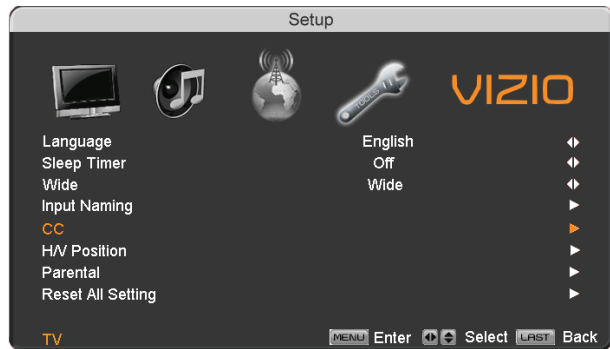 Setup
TOOLS
VIZIO
Language English
Sleep Timer Off
Wide Wide
Input Naming
CC
H/V Position
Parental
Reset All Setting
TV MENU Enter Select LAST Back